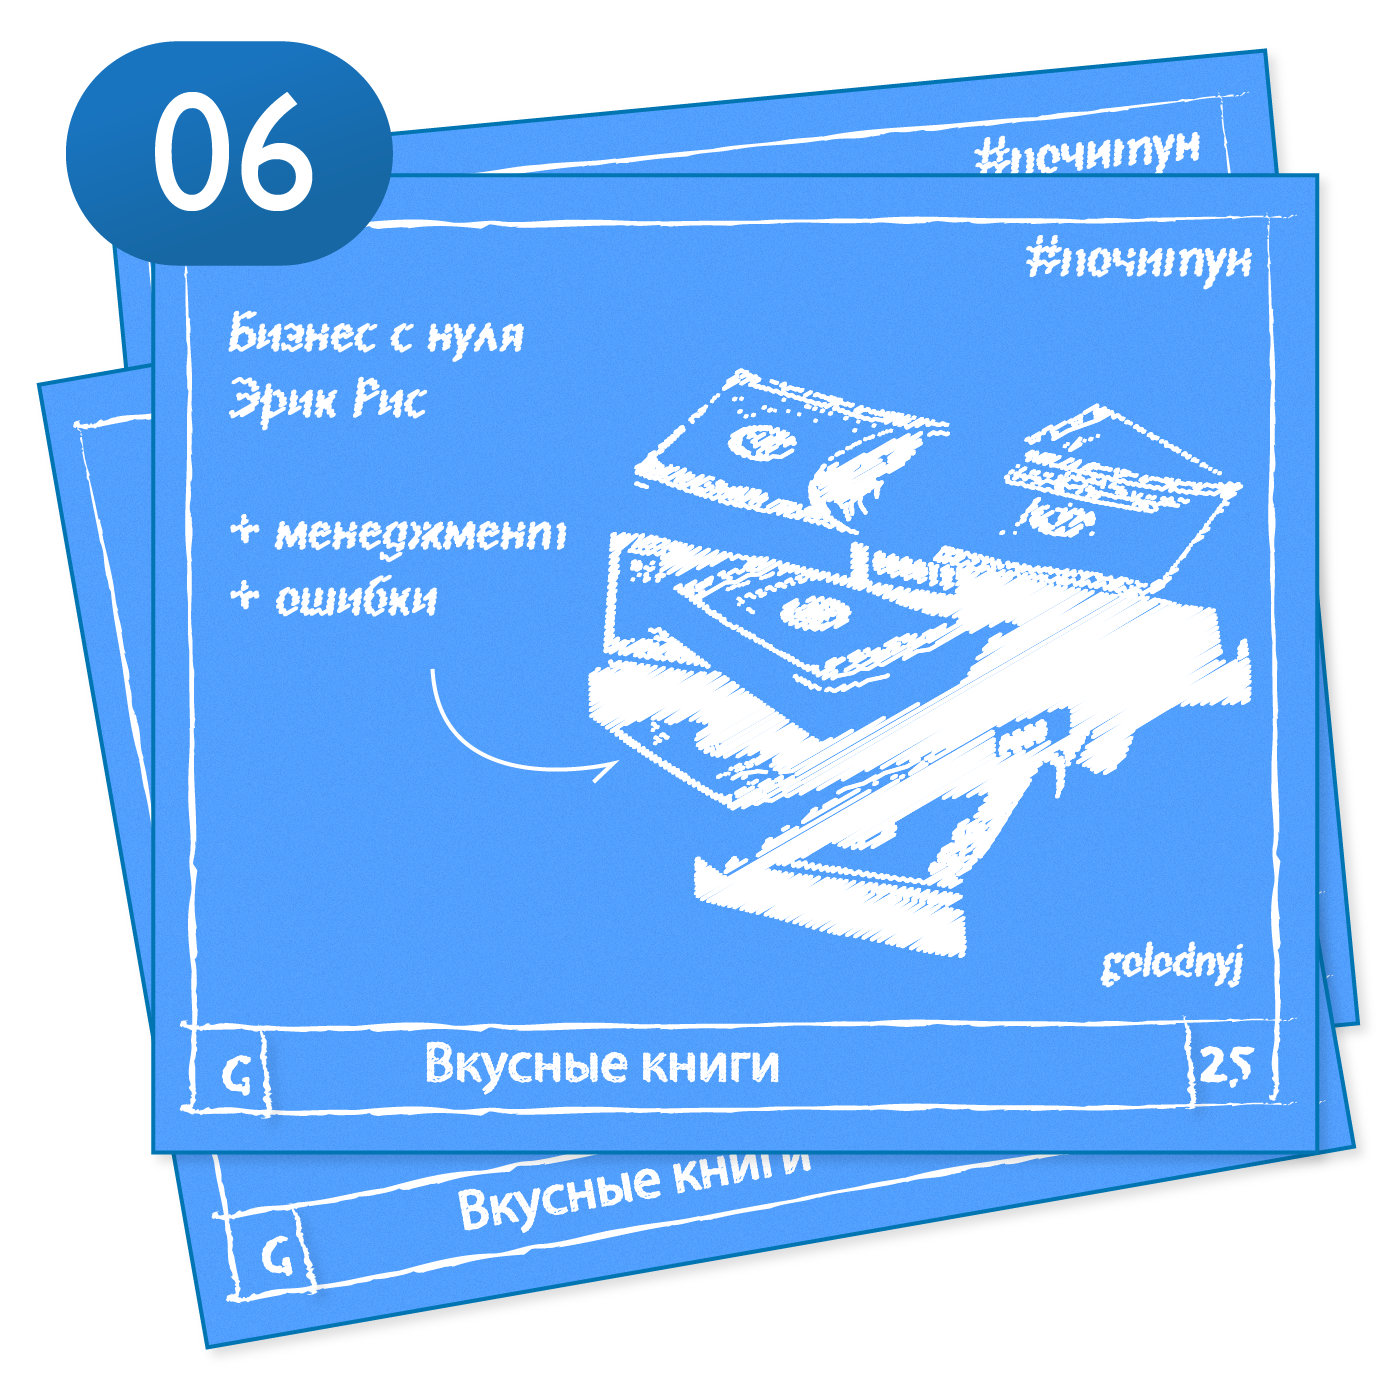 06
#почитун
#почитун
Бизнес с нуля
Эрик Рис
+ менеджмент
+ ошибки
golodnyj
G
Вкусные книги
25
Вкусные книги
G